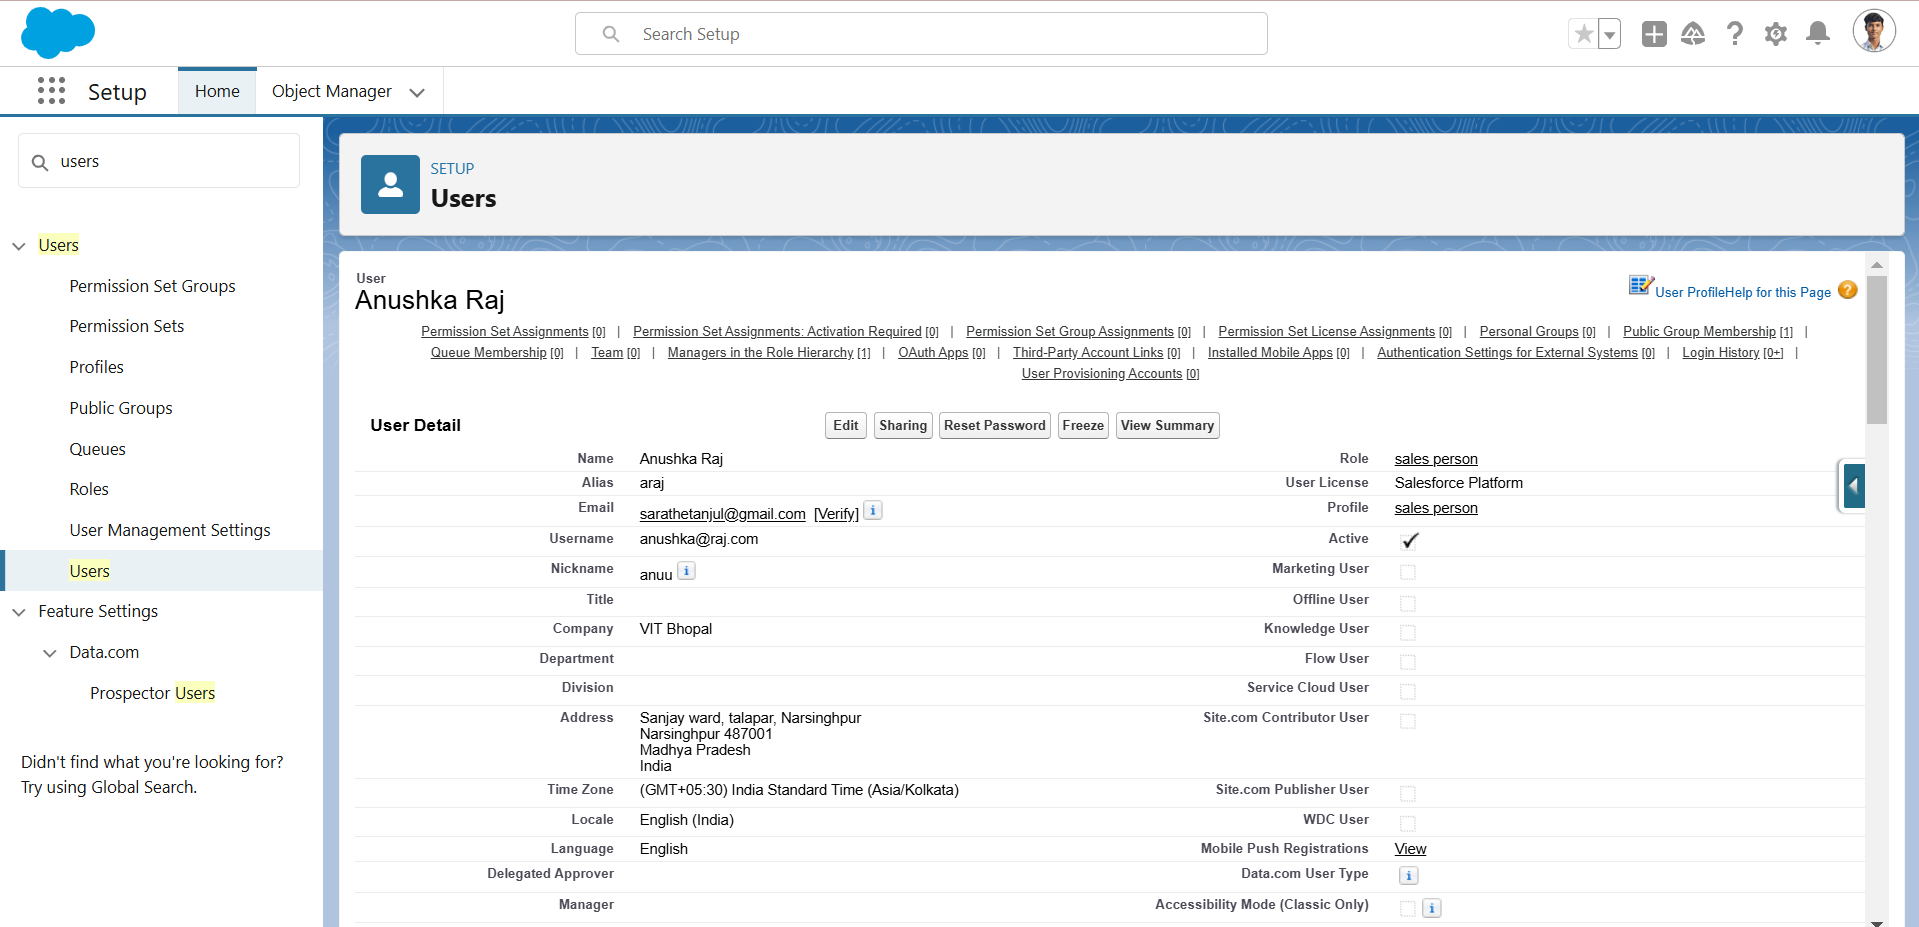 Search Setup
Setup
Home
Object Manager
users
Users
Permission Set Groups
Permission Sets
Profiles
Public Groups
Queues
Roles
User Management Settings
Users
Feature Settings
Data.com
Prospector Users
Didn't find what you're looking for?
Try using Global Search.
SETUP
Users
User
Anushka Raj
User ProfileHelp for this Page ?
Permission Set Assignments [0] | Permission Set Assignments: Activation Required [0] | Permission Set Group Assignments [0] | Permission Set License Assignments [0] | Personal Groups [0] | Public Group Membership [1] |
Queue Membership [0] | Team [0] | Managers in the Role Hierarchy [1] | OAuth Apps [0] | Third-Party Account Links [0] | Installed Mobile Apps [0] | Authentication Settings for External Systems [0] | Login History [0+] |
User Provisioning Accounts [0]
User Detail
Edit Sharing Reset Password Freeze View Summary
Name Anushka Raj Role sales person
Alias araj User License Salesforce Platform
Email sarathetanjul@gmail.com [Verify] i Profile sales person
Username anushka@raj.com Active
Nickname anuu i Marketing User
Title Offline User
Company VIT Bhopal Knowledge User
Department Flow User
Division Service Cloud User
Address Sanjay ward, talapar, Narsinghpur Site.com Contributor User
Narsinghpur 487001
Madhya Pradesh
India
Time Zone (GMT+05:30) India Standard Time (Asia/Kolkata) Site.com Publisher User
Locale English (India) WDC User
Language English Mobile Push Registrations View
Delegated Approver Data.com User Type i
Manager Accessibility Mode (Classic Only) i